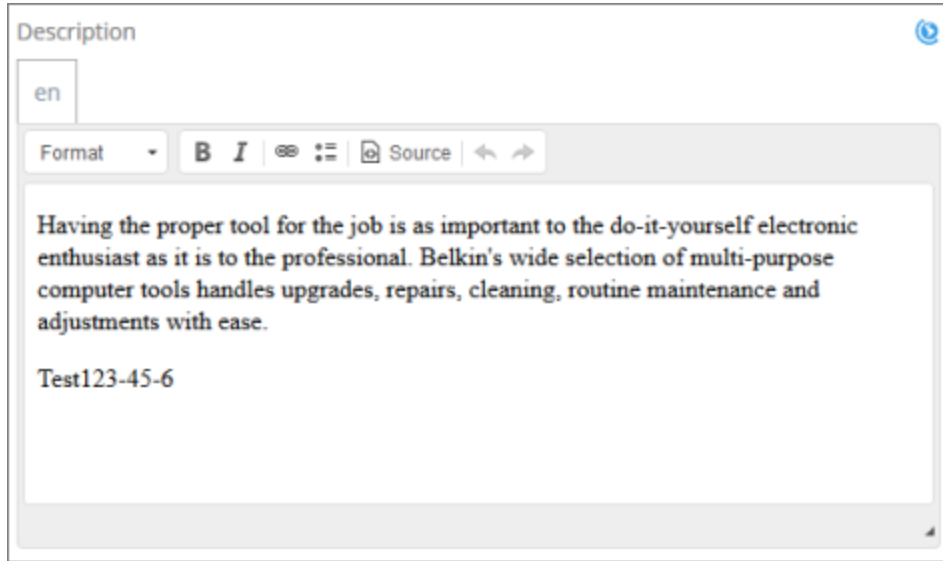 Description
en
Format B I Source
Having the proper tool for the job is as important to the do-it-yourself electronic
enthusiast as it is to the professional. Belkin's wide selection of multi-purpose
computer tools handles upgrades, repairs, cleaning, routine maintenance and
adjustments with ease.
Test123-45-6